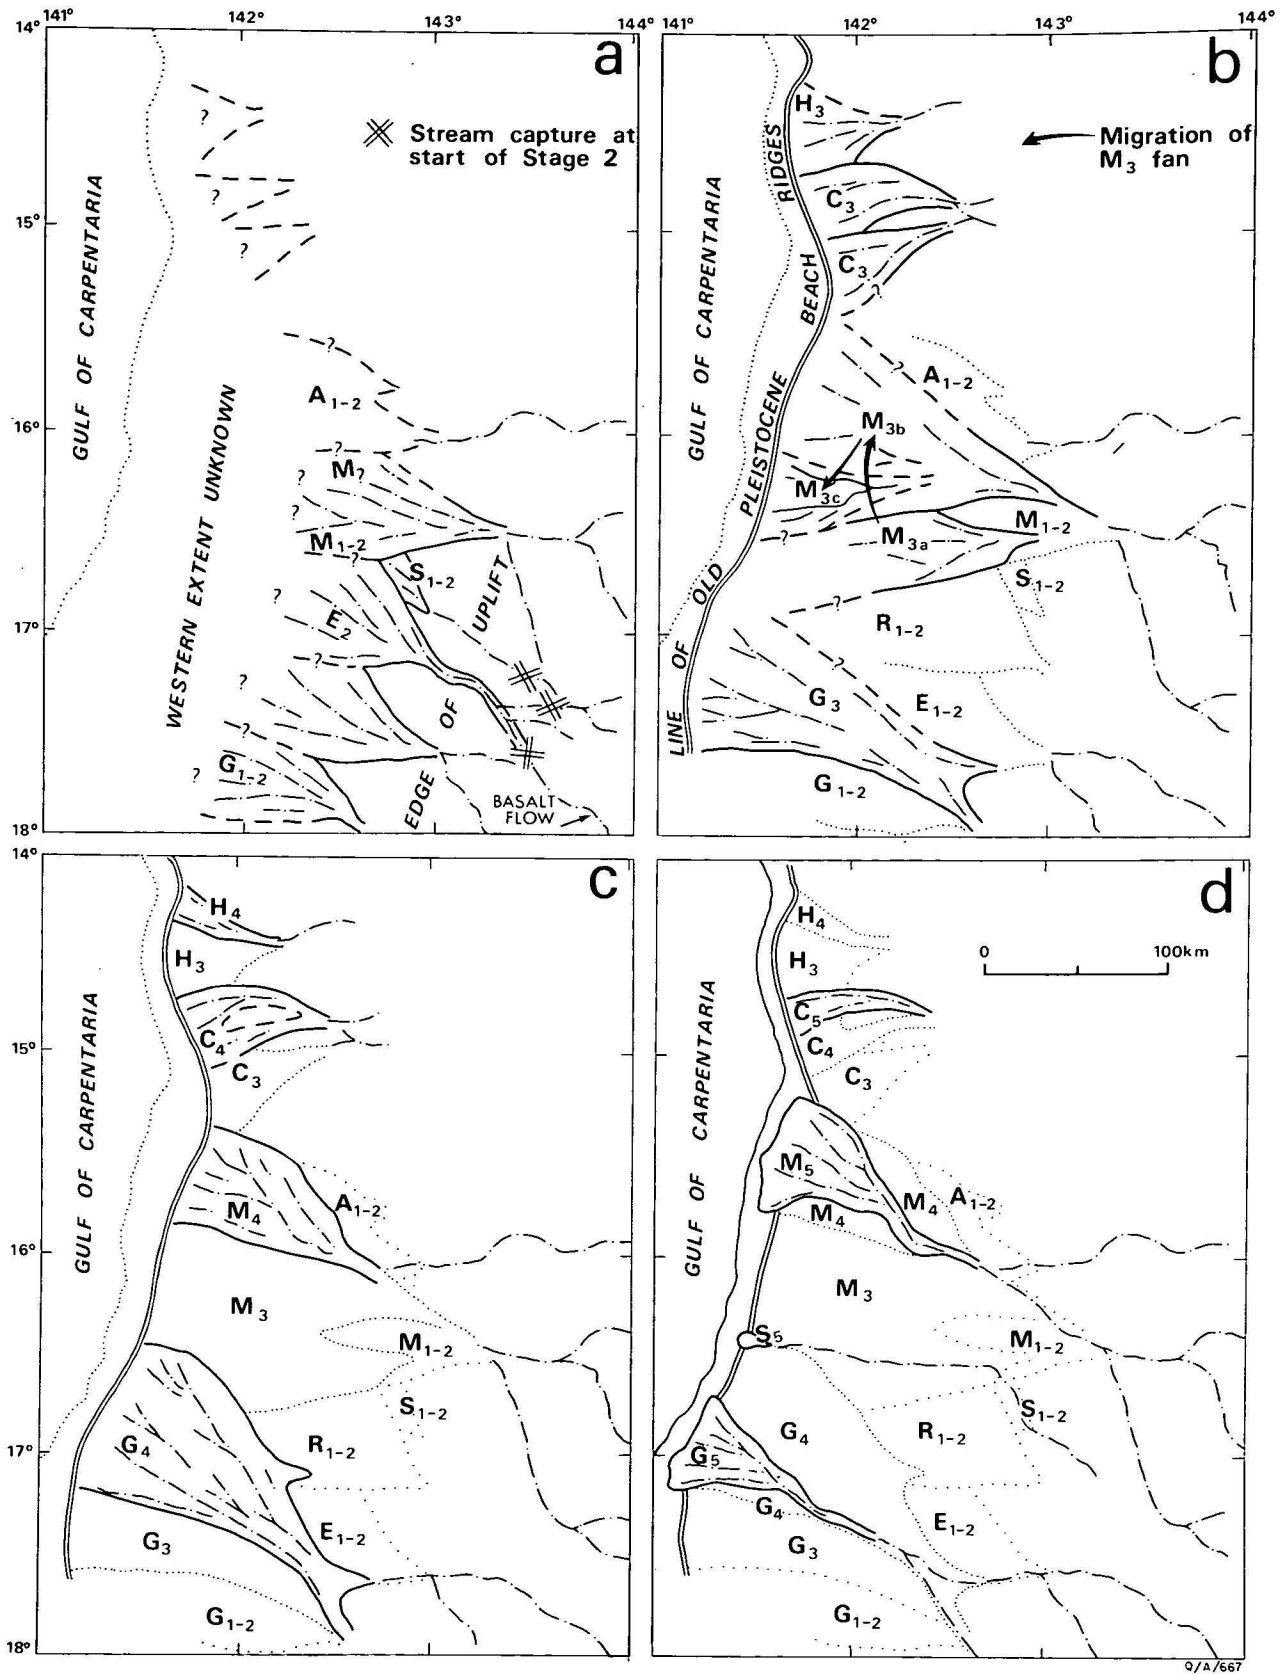 141° 142° 143° 144° 141° 142° 143° 144°
14°
15°
16°
17°
18°
a
Stream capture at
start of Stage 2
GULF OF CARPENTARIA
WESTERN EXTENT UNKNOWN
?
?
?
?
A₁₋₂
?
M?
?
?
M₁₋₂
?
S₁₋₂
?
E₂
?
?
?
?
G₁₋₂
EDGE OF UPLIFT
BASALT
FLOW
b
Migration of
M₃ fan
GULF OF CARPENTARIA
LINE OF OLD PLEISTOCENE BEACH RIDGES
H₃
C₃
C₃
?
?
A₁₋₂
M₃b
M₃c
M₃a
M₁₋₂
?
S₁₋₂
?
R₁₋₂
?
G₃
E₁₋₂
G₁₋₂
14°
15°
16°
17°
18°
c
GULF OF CARPENTARIA
H₄
H₃
C₄
C₃
A₁₋₂
M₄
M₃
M₁₋₂
S₁₋₂
R₁₋₂
G₄
E₁₋₂
G₃
G₁₋₂
d
0 100km
GULF OF CARPENTARIA
H₄
H₃
C₅
C₄
C₃
M₅
M₄
A₁₋₂
M₄
M₃
S₅
M₁₋₂
S₁₋₂
G₄
R₁₋₂
G₅
G₄
E₁₋₂
G₃
G₁₋₂
Q/A/667